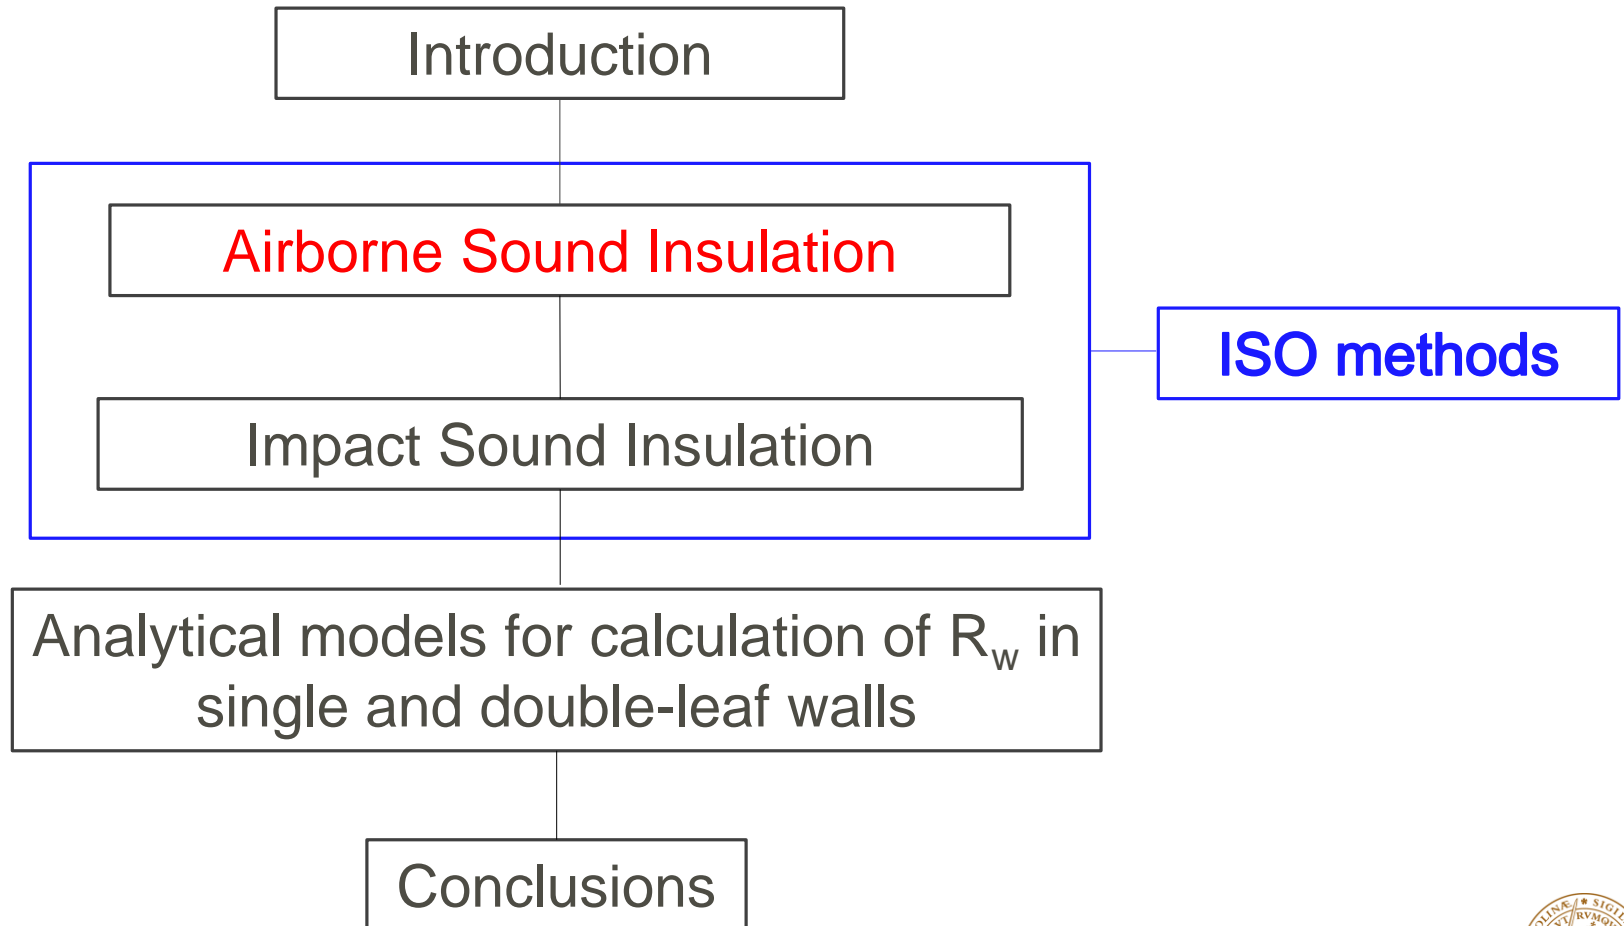 Introduction
Airborne Sound Insulation
ISO methods
Impact Sound Insulation
Analytical models for calculation of Rw in
single and double-leaf walls
Conclusions